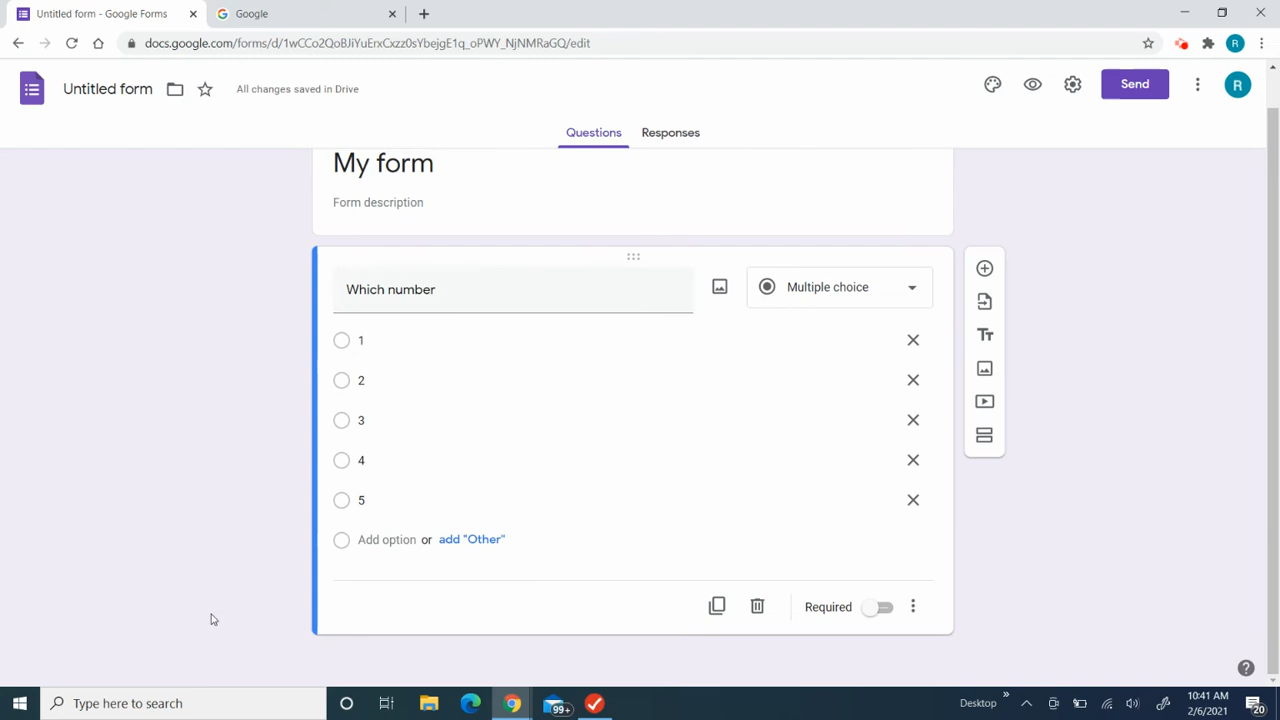 Untitled form - Google Forms
Google
docs.google.com/forms/d/1wCCo2QoBJiYuErxCxzz0sYbejgE1q_oPWY_NjNMRaGQ/edit
R
Untitled form
All changes saved in Drive
Send
R
Questions
Responses
My form
Form description
Which number
Multiple choice
1
2
3
4
5
Add option or add "Other"
Required
Type here to search
99+
Desktop
10:41 AM
2/6/2021
20